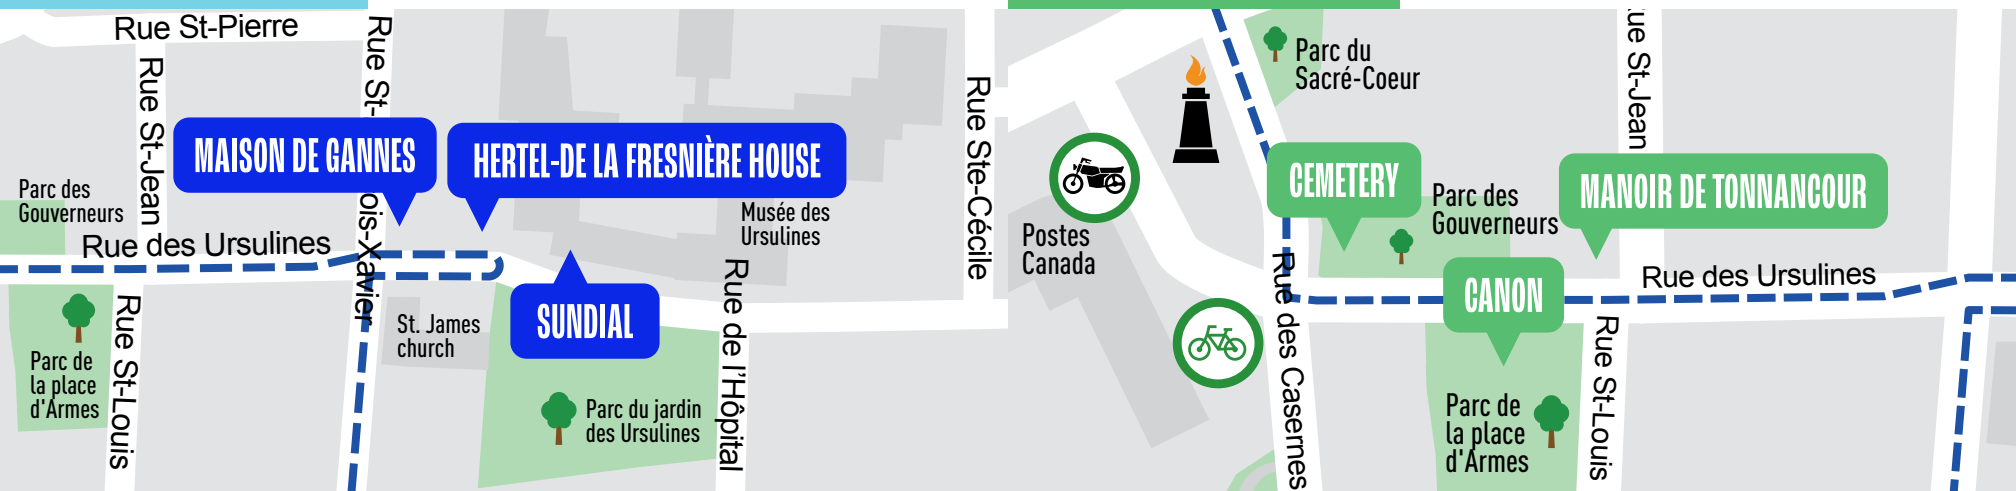 Rue St-Pierre
Rue St-Jean
Rue St-
ois-Xavier
MAISON DE GANNES
HERTEL-DE LA FRESNIÈRE HOUSE
Parc des
Gouverneurs
Rue des Ursulines
Musée des
Ursulines
Rue Ste-Cécile
SUNDIAL
St. James
church
Parc de
la place
d'Armes
Rue St-Louis
Parc du jardin
des Ursulines
Rue de l'Hôpital
Parc du
Sacré-Coeur
ue St-Jean
CEMETERY
Parc des
Gouverneurs
MANOIR DE TONNANCOUR
Postes
Canada
Rue des Casernes
CANON
Rue des Ursulines
Parc de
la place
d'Armes
Rue St-Louis